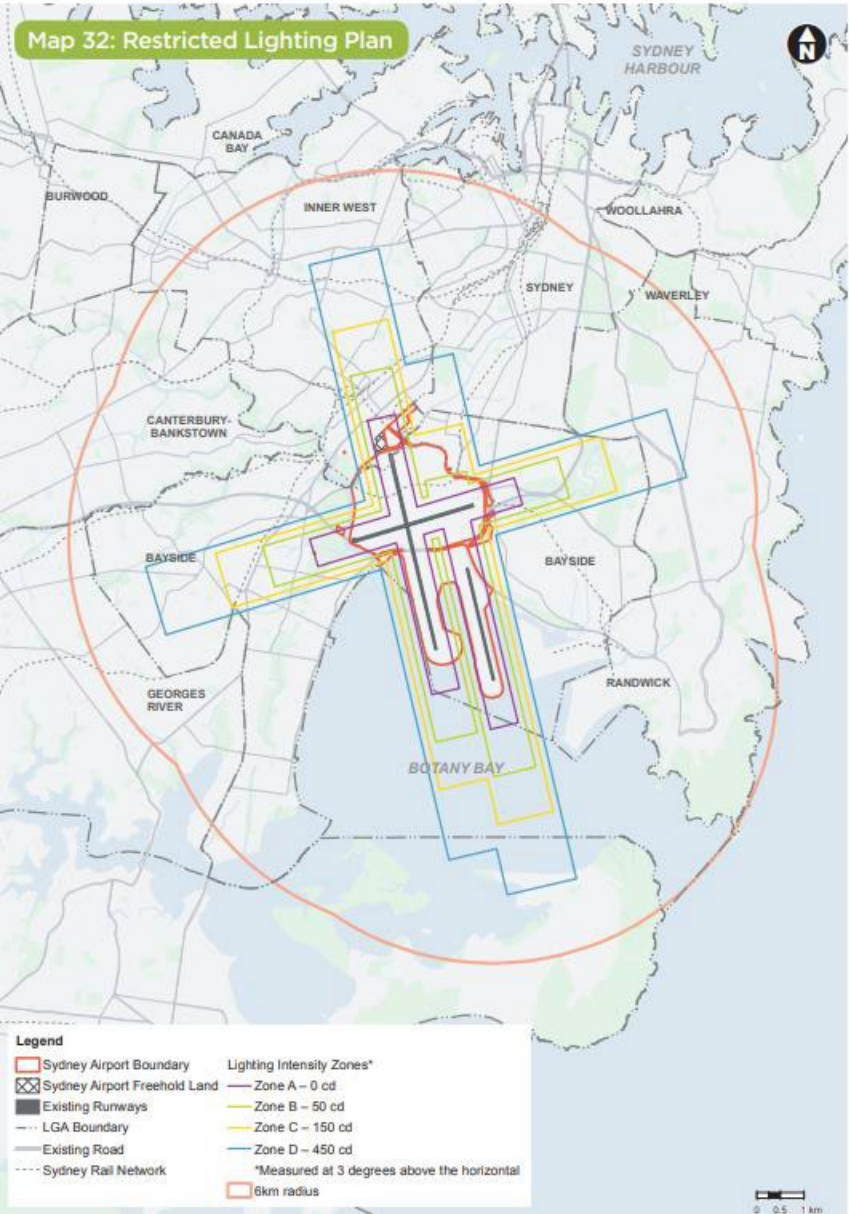 Map 32: Restricted Lighting Plan
N
SYDNEY
HARBOUR
CANADA
BAY
BURWOOD
INNER WEST
WOOLLAHRA
SYDNEY
WAVERLEY
CANTERBURY-
BANKSTOWN
BAYSIDE
BAYSIDE
GEORGES
RIVER
RANDWICK
BOTANY BAY
Legend
Sydney Airport Boundary
Sydney Airport Freehold Land
Existing Runways
LGA Boundary
Existing Road
Sydney Rail Network
Lighting Intensity Zones*
Zone A – 0 cd
Zone B – 50 cd
Zone C – 150 cd
Zone D – 450 cd
*Measured at 3 degrees above the horizontal
6km radius
0 0.5 1 km